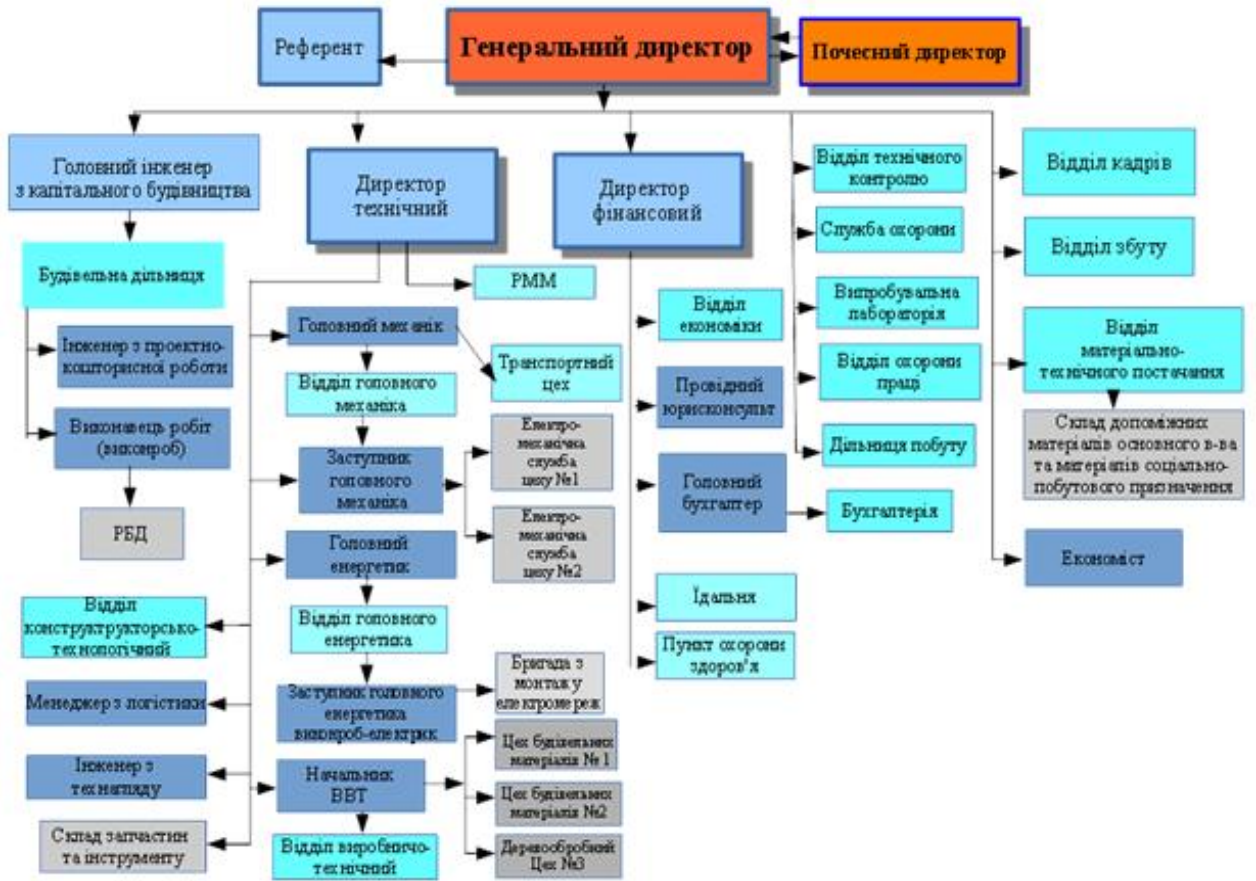 Референт
Генеральний директор
Почесний директор
Головний інженер
з капітального будівництва
Директор
технічний
Директор
фінансовий
Відділ технічного
контролю
Відділ кадрів
Служба охорони
Відділ збуту
Будівельна дільниця
РММ
Випробувальна
лабораторія
Відділ
економіки
Головний механік
Відділ
матеріально-
технічного постачання
Інженер з проектно-
кошторисної роботи
Транспортний
цех
Відділ охорони
праці
Провідний
юрисконсульт
Відділ головного
механіка
Виконавець робіт
(виконроб)
Електро-
механічна
служба
цеху №1
Дільниця побуту
Склад допоміжних
матеріалів основного в-ва
та матеріалів соціально-
побутового призначення
Заступник
головного
механіка
Головний
бухгалтер
Бухгалтерія
РБД
Електро-
механічна
служба
цеху №2
Головний
енергетик
Економіст
Відділ
конструктрукторсько-
технологічний
Відділ головного
енергетика
Їдальня
Пункт охорони
здоров'я
Бригада з
монтажу
електромереж
Менеджер з логістики
Заступник головного
енергетика
виконроб-електрик
Цех будівельних
матеріалів № 1
Інженер з
технагляду
Начальник
ВВТ
Цех будівельних
матеріалів №2
Склад запчастин
та інструменту
Відділ виробничо-
технічний
Деревообробний
Цех №3